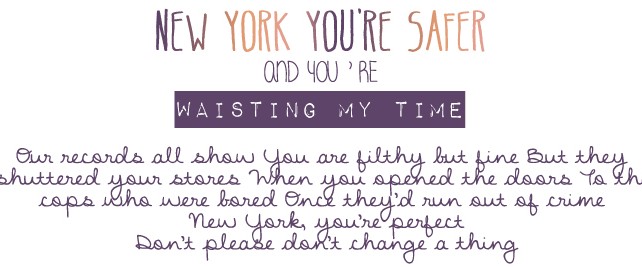 NEW YORK YOU'RE SAFER
AND YOU'RE
WAISTING MY TIME
Our records all show You are filthy but fine But they
shuttered your stores When you opened the doors To th
cops who were bored Once they'd run out of crime
New York, you're perfect
Don't please don't change a thing